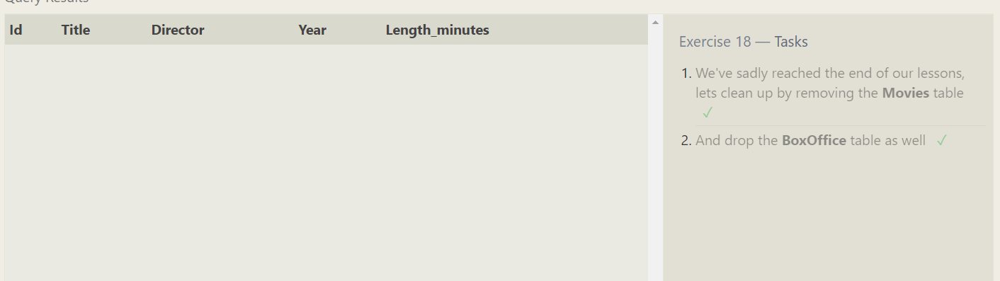 Query Results
Id Title Director Year Length_minutes
Exercise 18 — Tasks
1. We've sadly reached the end of our lessons,
lets clean up by removing the Movies table
✓
2. And drop the BoxOffice table as well ✓